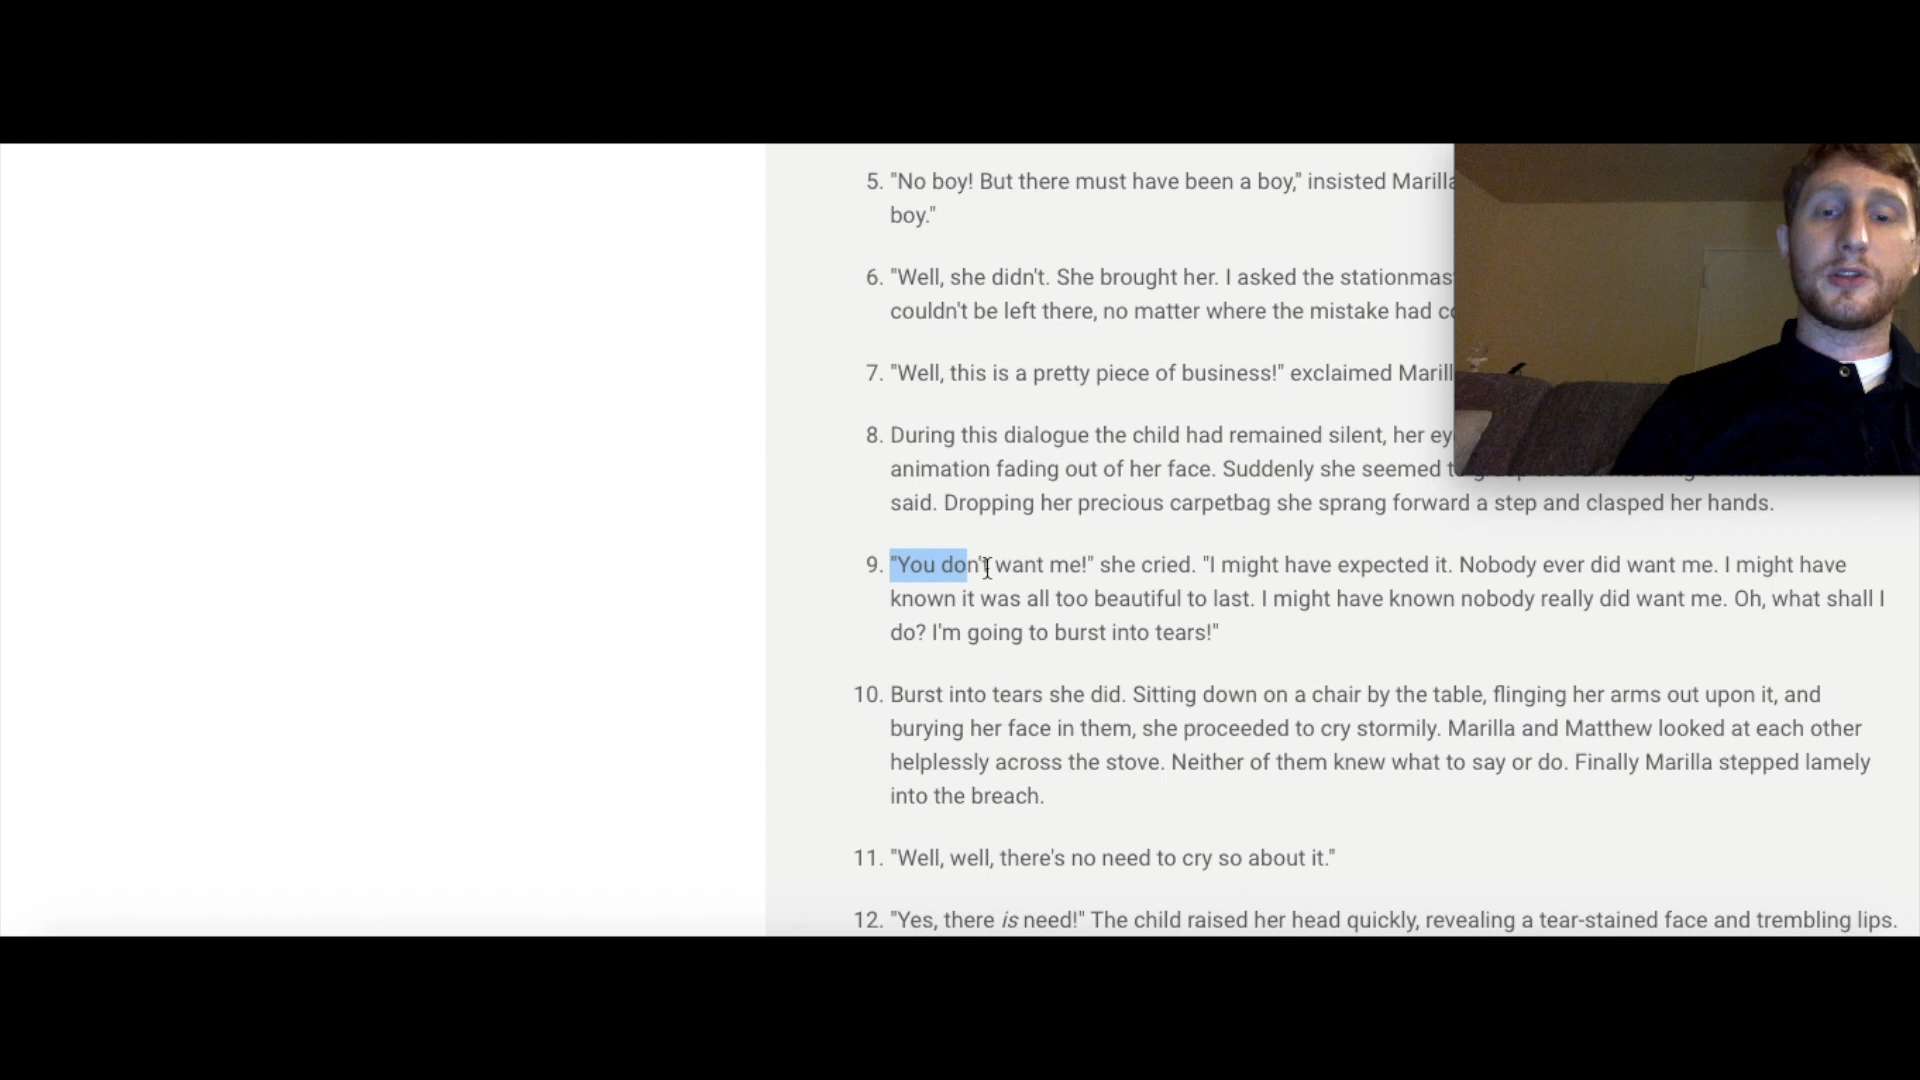 5. "No boy! But there must have been a boy," insisted Marilla
boy."
6. "Well, she didn't. She brought her. I asked the stationmas
couldn't be left there, no matter where the mistake had co
7. "Well, this is a pretty piece of business!" exclaimed Marill
8. During this dialogue the child had remained silent, her ey
animation fading out of her face. Suddenly she seemed t
said. Dropping her precious carpetbag she sprang forward a step and clasped her hands.
9. "You don't want me!" she cried. "I might have expected it. Nobody ever did want me. I might have
known it was all too beautiful to last. I might have known nobody really did want me. Oh, what shall I
do? I'm going to burst into tears!"
10. Burst into tears she did. Sitting down on a chair by the table, flinging her arms out upon it, and
burying her face in them, she proceeded to cry stormily. Marilla and Matthew looked at each other
helplessly across the stove. Neither of them knew what to say or do. Finally Marilla stepped lamely
into the breach.
11. "Well, well, there's no need to cry so about it."
12. "Yes, there is need!" The child raised her head quickly, revealing a tear-stained face and trembling lips.